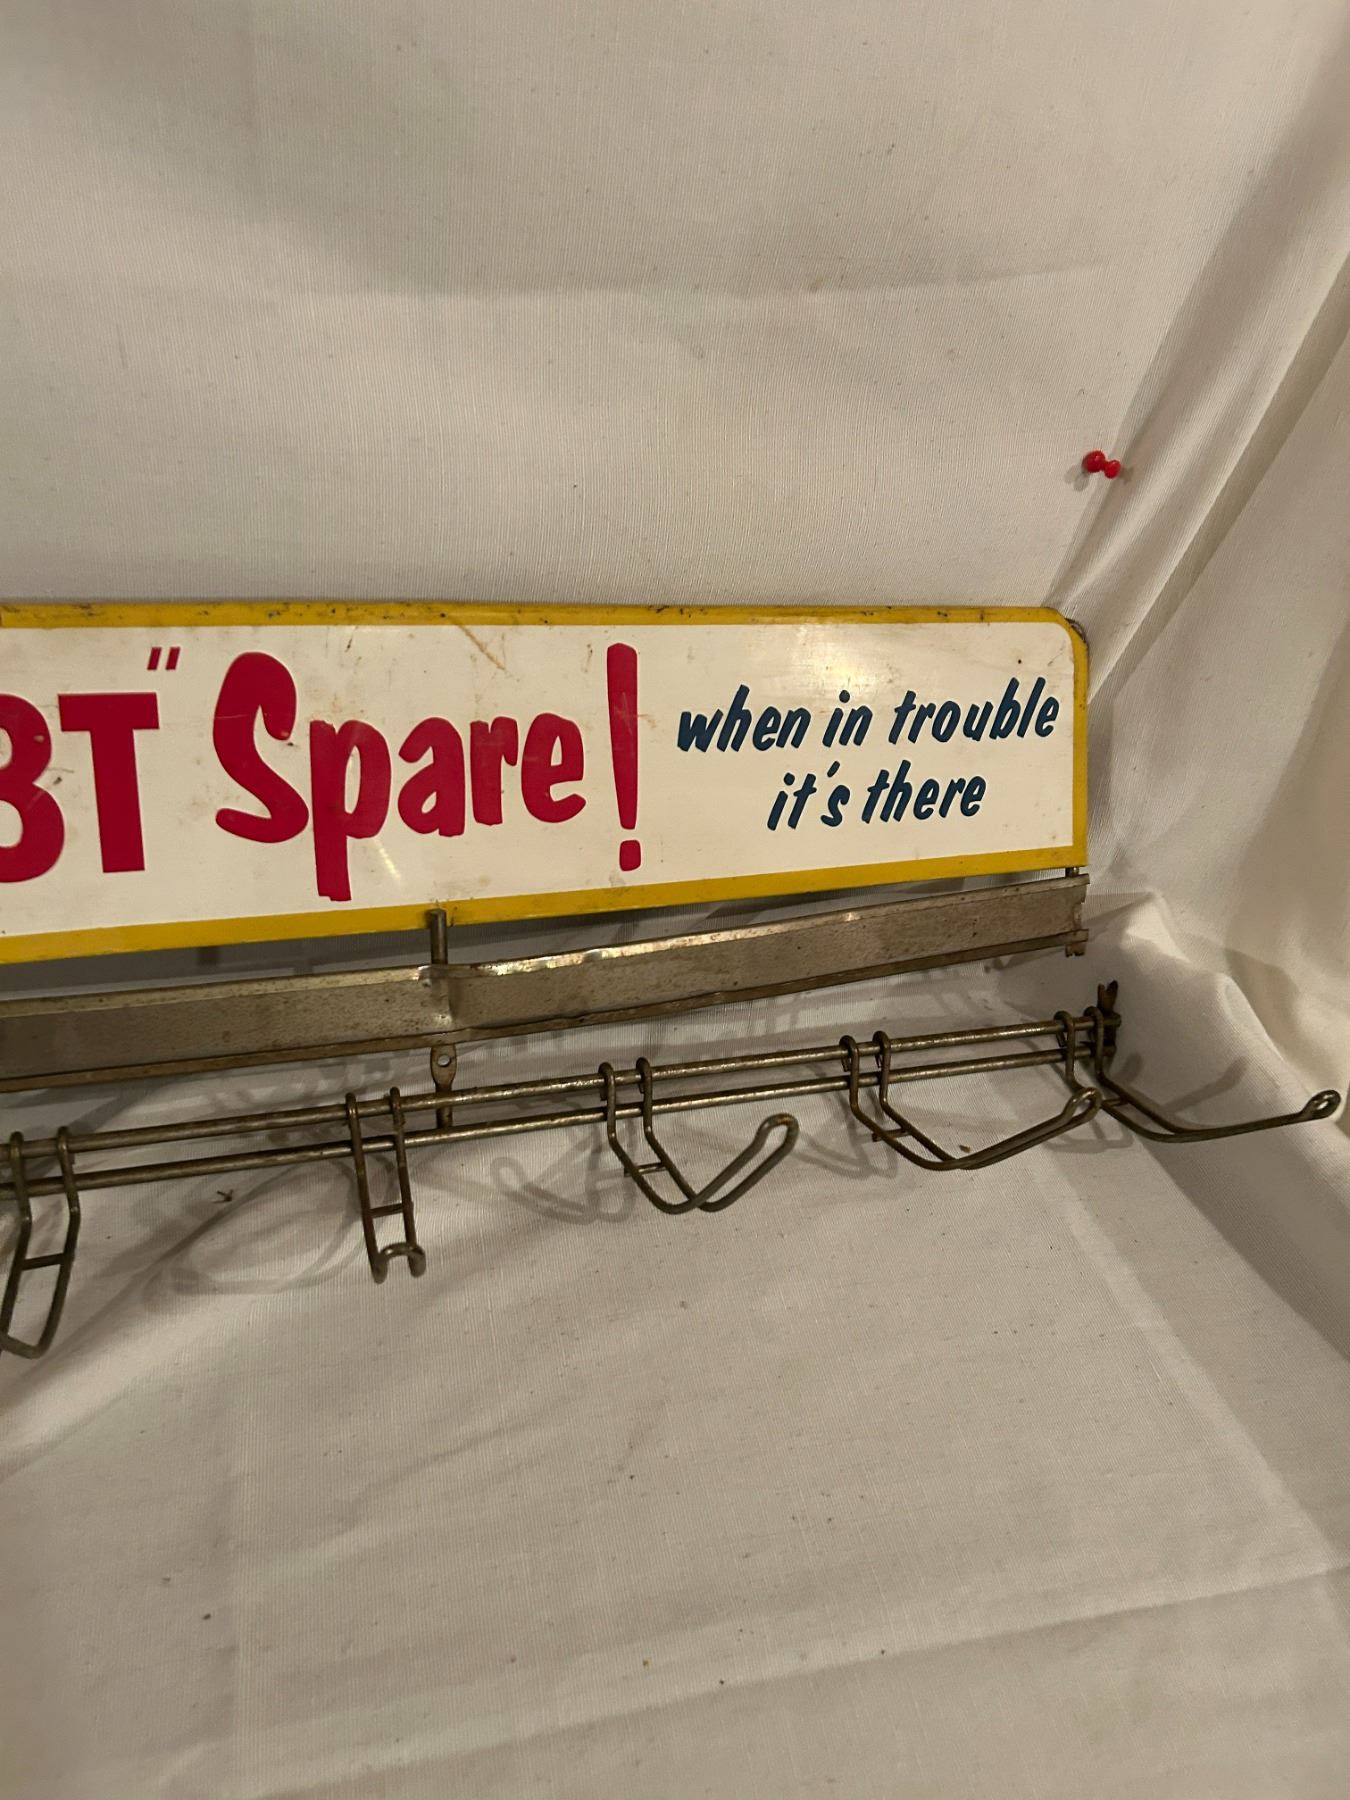 BT" Spare!
when in trouble
it's there